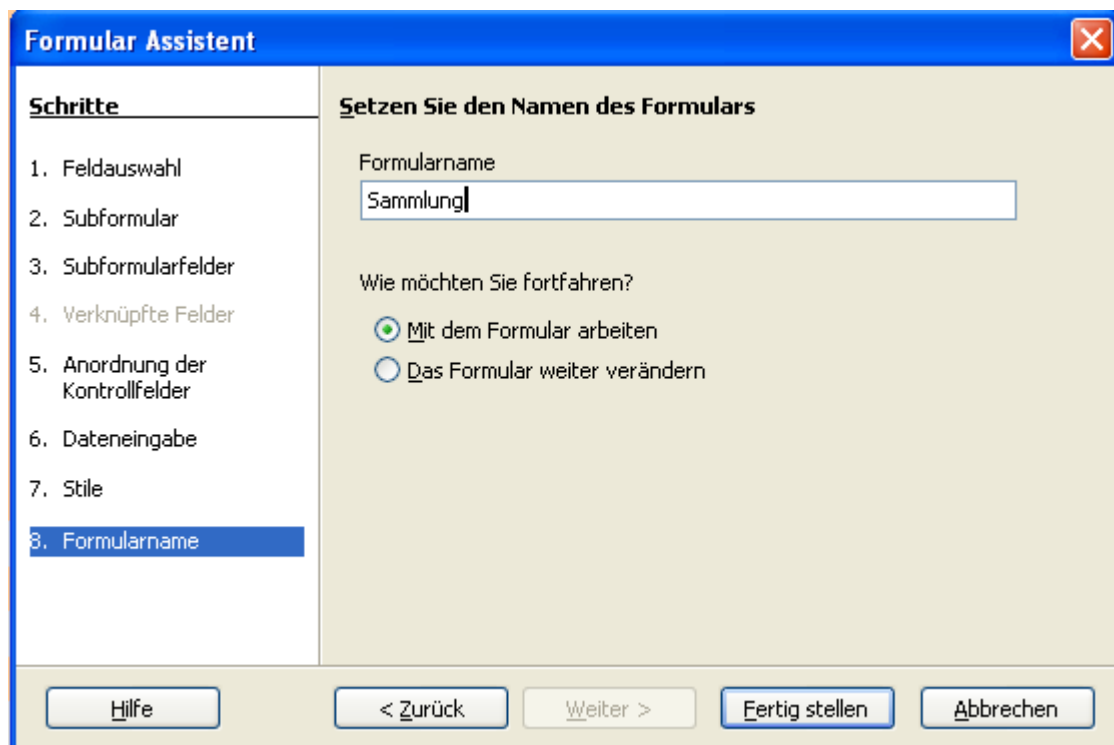 Formular Assistent
Schritte
1. Feldauswahl
2. Subformular
3. Subformularfelder
4. Verknüpfte Felder
5. Anordnung der
Kontrollfelder
6. Dateneingabe
7. Stile
8. Formularname
Setzen Sie den Namen des Formulars
Formularname
Sammlung
Wie möchten Sie fortfahren?
Mit dem Formular arbeiten
Das Formular weiter verändern
Hilfe
< Zurück
Weiter >
Fertig stellen
Abbrechen